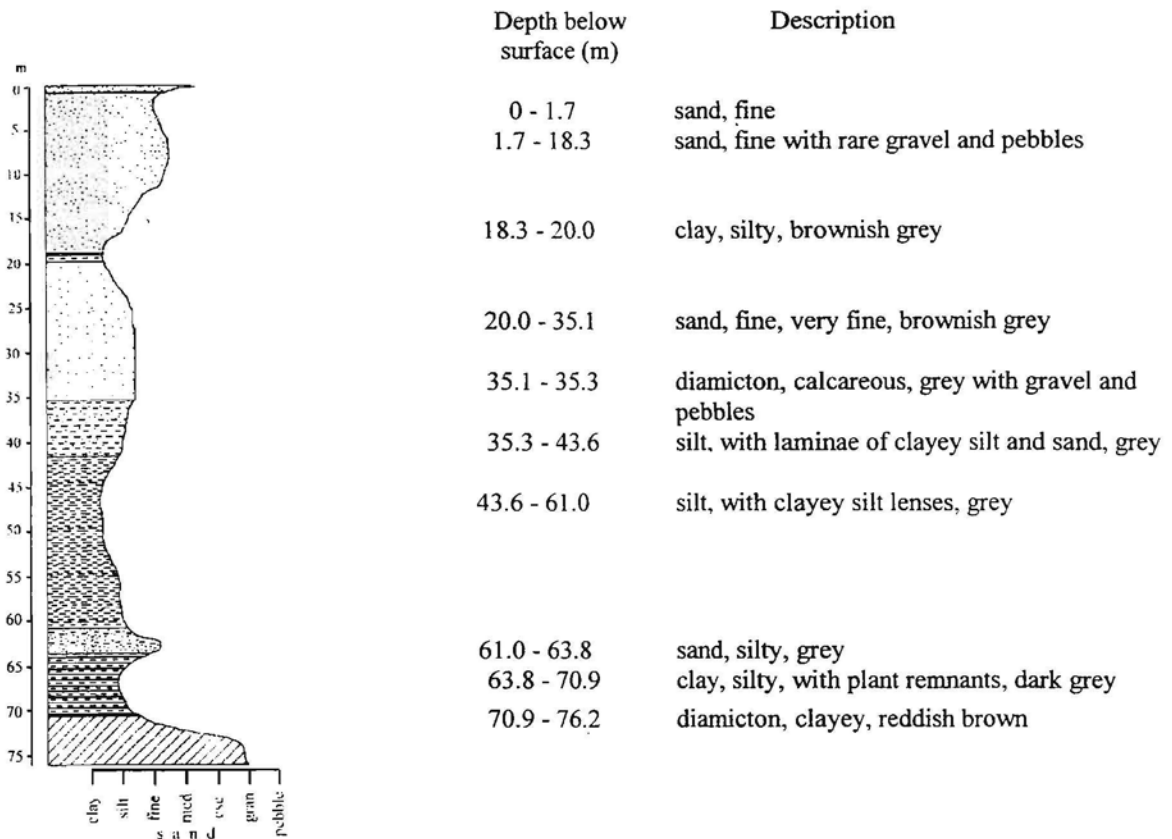 Depth below surface (m) Description
m
0
5
10
15
20
25
30
35
40
45
50
55
60
65
70
75
clay silt fine med cse gran pebble
sand
0 - 1.7 sand, fine
1.7 - 18.3 sand, fine with rare gravel and pebbles
18.3 - 20.0 clay, silty, brownish grey
20.0 - 35.1 sand, fine, very fine, brownish grey
35.1 - 35.3 diamicton, calcareous, grey with gravel and
pebbles
35.3 - 43.6 silt, with laminae of clayey silt and sand, grey
43.6 - 61.0 silt, with clayey silt lenses, grey
61.0 - 63.8 sand, silty, grey
63.8 - 70.9 clay, silty, with plant remnants, dark grey
70.9 - 76.2 diamicton, clayey, reddish brown